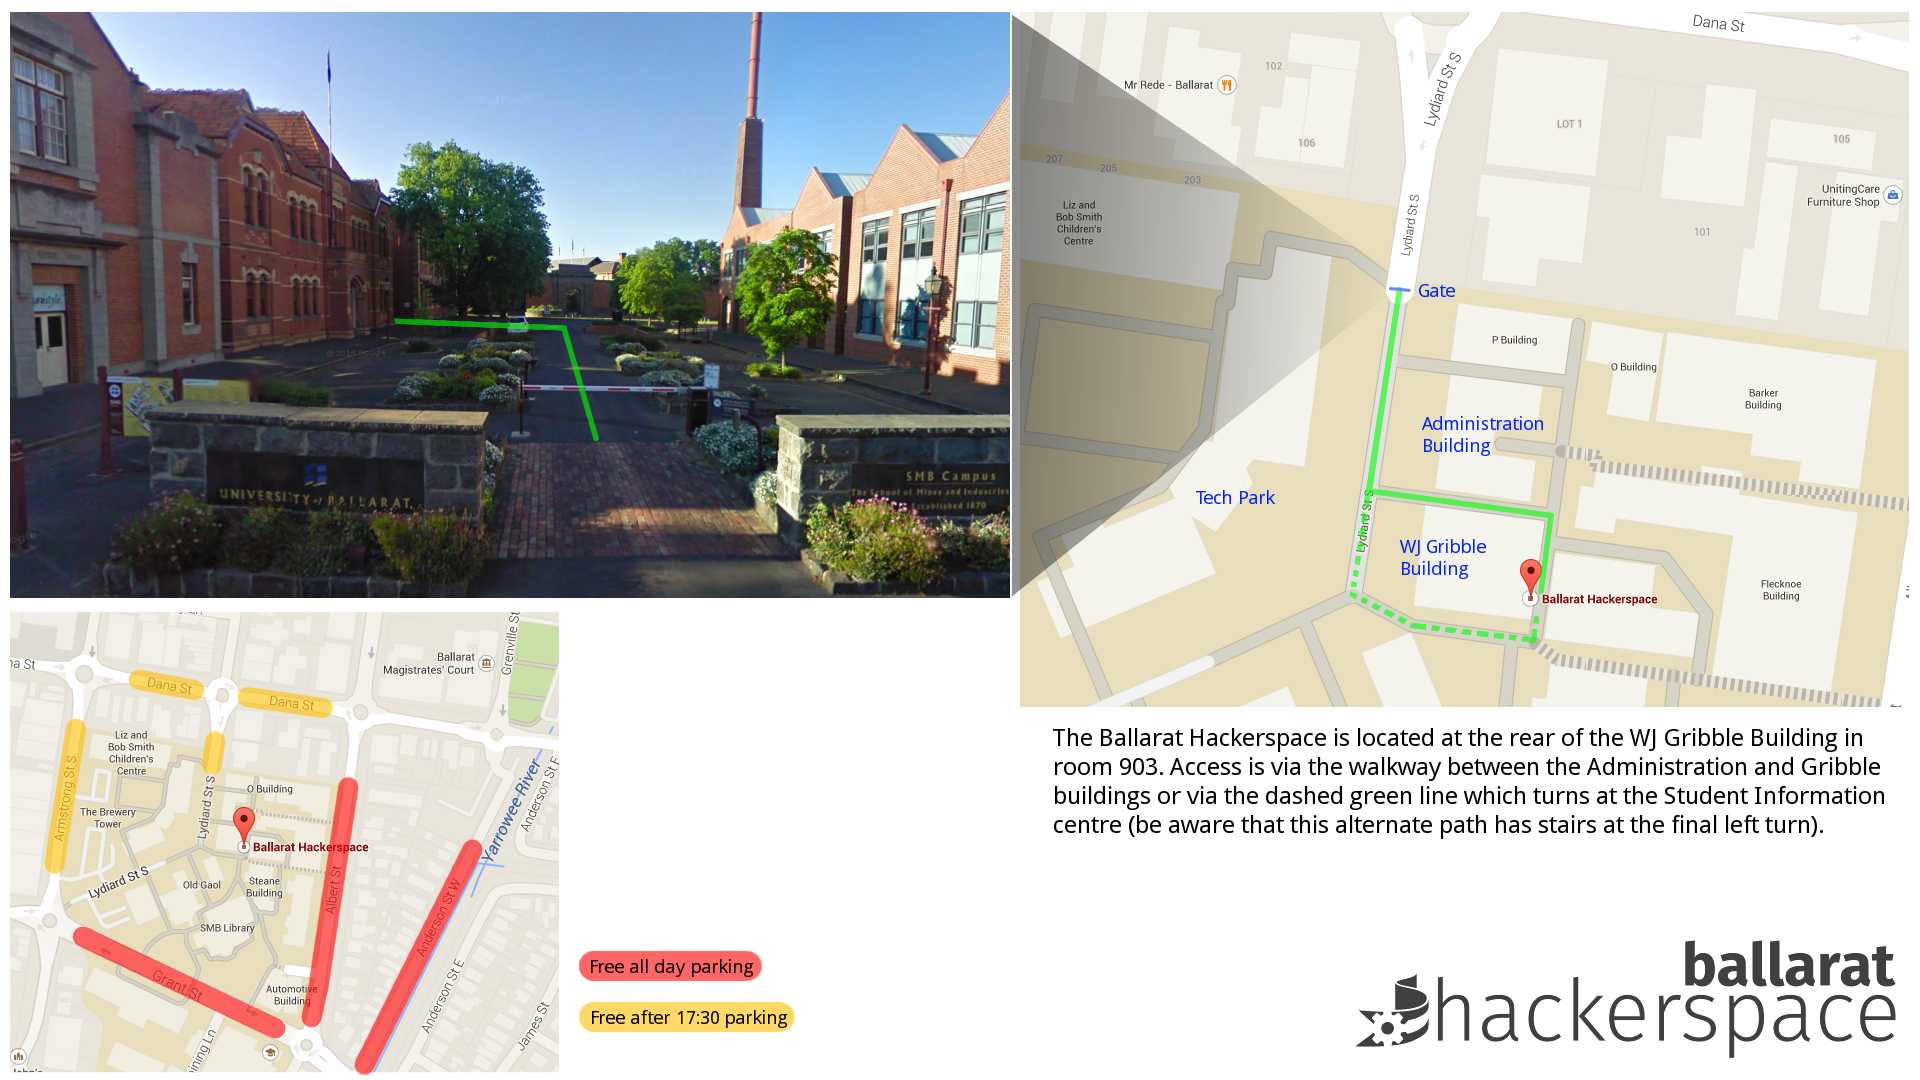 unistyle
© 2014 Google
UNIVERSITY of BALLARAT.
SMB Campus
The School of Mines and Industries
Established 1870
Dana St
Lydiard St S
Mr Rede - Ballarat
102
106
LOT 1
105
207
205
203
Liz and
Bob Smith
Children's
Centre
Lydiard St S
UnitingCare
Furniture Shop
101
Gate
P Building
O Building
Barker
Building
Administration
Building
Tech Park
Lydiard St S
WJ Gribble
Building
Ballarat Hackerspace
Flecknoe
Building
na St
Dana St
Dana St
Ballarat
Magistrates' Court
Grenville St
Liz and
Bob Smith
Children's
Centre
Armstrong St S
Lydiard St S
O Building
The Brewery
Tower
Ballarat Hackerspace
Yarrowee River
Anderson St E
Lydiard St S
Old Gaol
Steane
Building
Albert St
Anderson St W
SMB Library
Grant St
Automotive
Building
Anderson St E
James St
ining Ln
John's
Free all day parking
Free after 17:30 parking
The Ballarat Hackerspace is located at the rear of the WJ Gribble Building in
room 903. Access is via the walkway between the Administration and Gribble
buildings or via the dashed green line which turns at the Student Information
centre (be aware that this alternate path has stairs at the final left turn).
ballarat
hackerspace